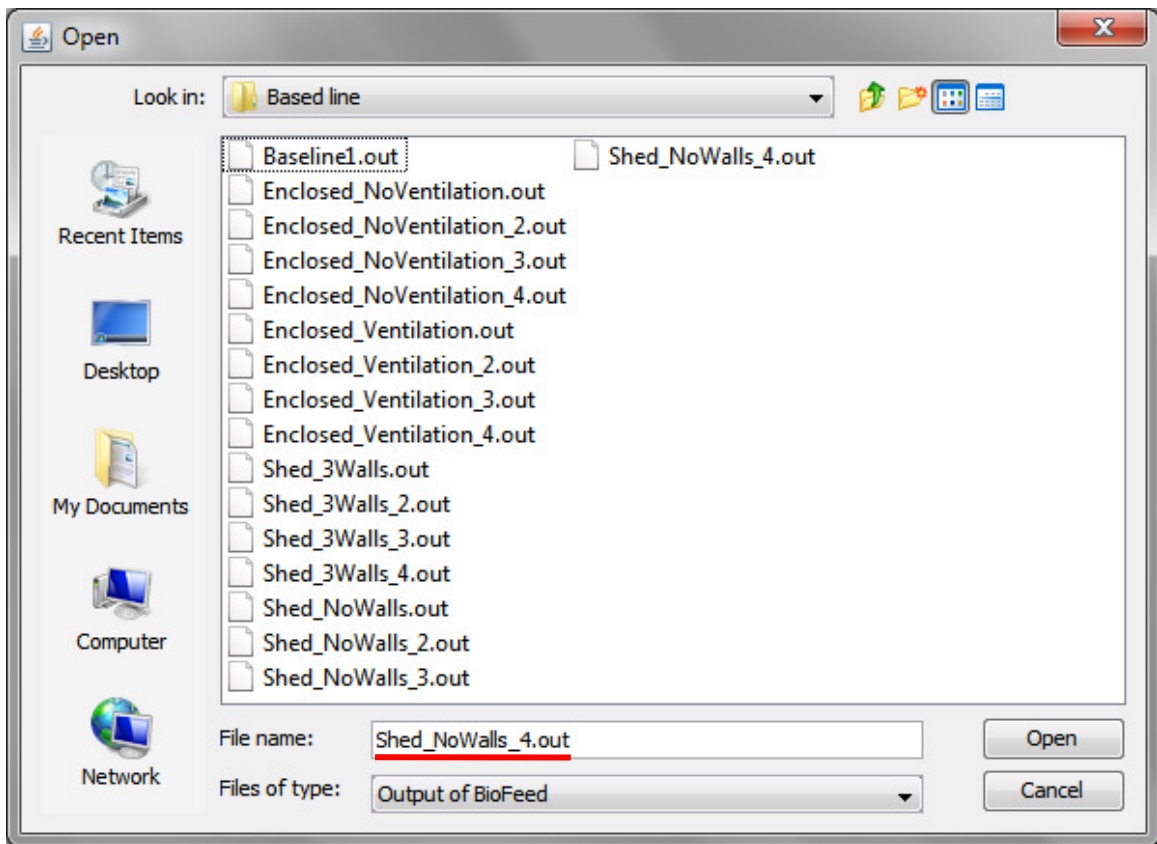 Open
Look in:
Based line
Recent Items
Desktop
My Documents
Computer
Network
Baseline1.out
Enclosed_NoVentilation.out
Enclosed_NoVentilation_2.out
Enclosed_NoVentilation_3.out
Enclosed_NoVentilation_4.out
Enclosed_Ventilation.out
Enclosed_Ventilation_2.out
Enclosed_Ventilation_3.out
Enclosed_Ventilation_4.out
Shed_3Walls.out
Shed_3Walls_2.out
Shed_3Walls_3.out
Shed_3Walls_4.out
Shed_NoWalls.out
Shed_NoWalls_2.out
Shed_NoWalls_3.out
Shed_NoWalls_4.out
File name:
Shed_NoWalls_4.out
Open
Files of type:
Output of BioFeed
Cancel